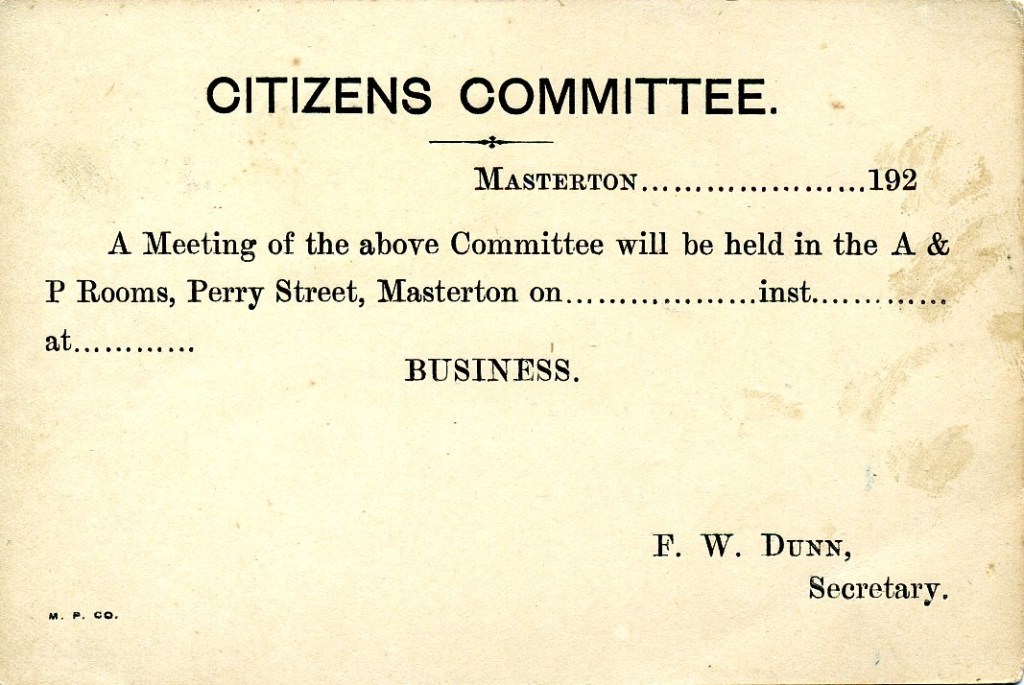 CITIZENS COMMITTEE.
MASTERTON.....................192
A Meeting of the above Committee will be held in the A &
P Rooms, Perry Street, Masterton on..................inst.............
at............
BUSINESS.
F. W. DUNN,
Secretary.
M. P. CO.